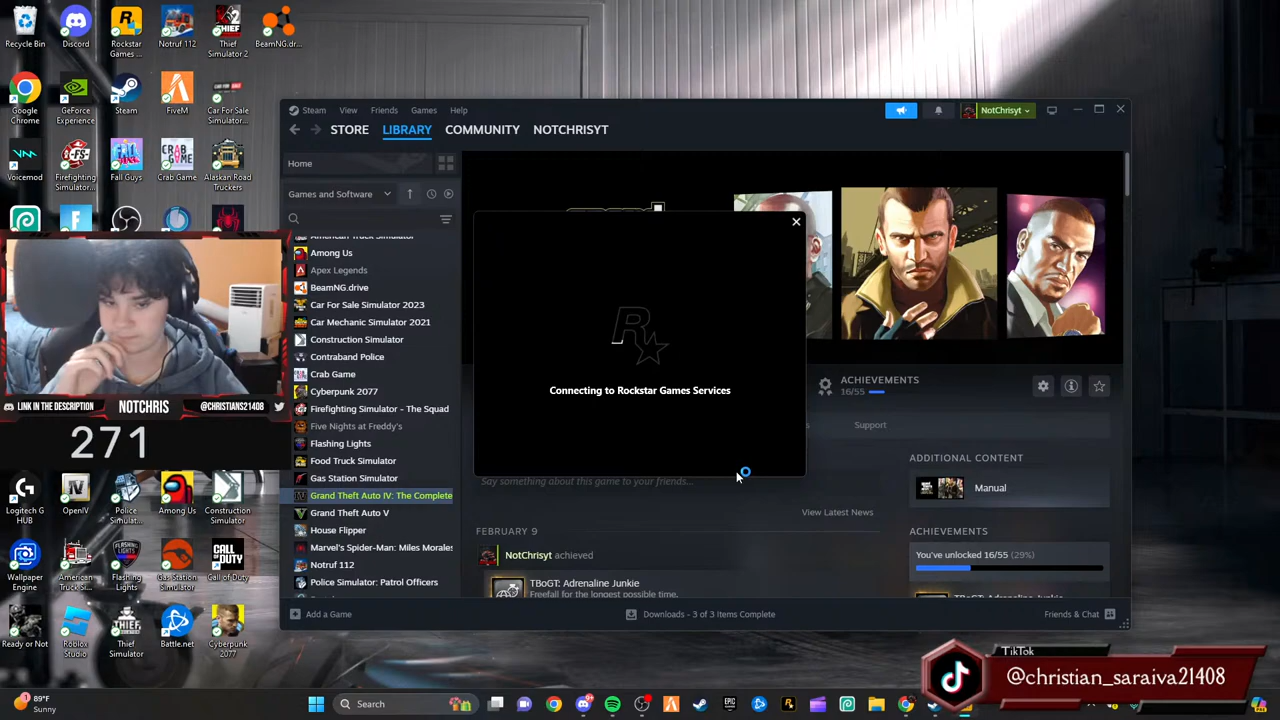 Recycle Bin
Discord
Rockstar
Games ...
Notruf 112
Thief
Simulator 2
BeamNG.dr...
Google
Chrome
GeForce
Experience
Steam
FiveM
Car For Sale
Simulator...
Voicemod
Firefighting
Simulator...
Fall Guys
Crab Game
Alaskan Road
Truckers
Steam
View
Friends
Games
Help
NotChrisyt
STORE
LIBRARY
COMMUNITY
NOTCHRISYT
Home
Games and Software
American Truck Simulator
Among Us
Apex Legends
BeamNG.drive
Car For Sale Simulator 2023
Car Mechanic Simulator 2021
Construction Simulator
Contraband Police
Crab Game
Cyberpunk 2077
Firefighting Simulator - The Squad
Five Nights at Freddy's
Flashing Lights
Food Truck Simulator
Gas Station Simulator
Grand Theft Auto IV: The Complete
Grand Theft Auto V
House Flipper
Marvel's Spider-Man: Miles Morales
Notruf 112
Police Simulator: Patrol Officers
Add a Game
Connecting to Rockstar Games Services
ACHIEVEMENTS
16/55
Support
Say something about this game to your friends...
View Latest News
FEBRUARY 9
NotChrisyt achieved
TBoGT: Adrenaline Junkie
Freefall for the longest possible time.
ADDITIONAL CONTENT
Manual
ACHIEVEMENTS
You've unlocked 16/55 (29%)
Downloads - 3 of 3 Items Complete
Friends & Chat
LINK IN THE DESCRIPTION
NOTCHRIS
@CHRISTIANS21408
271
Logitech G
HUB
OpenIV
Police
Simulat...
Among Us
Construction
Simulator
Wallpaper
Engine
American
Truck Si...
Flashing
Lights
Gas Station
Simulator
Call of Duty
Ready or Not
Roblox
Studio
Thief
Simulator
Battle.net
Cyberpunk
2077
TikTok
@christian_saraiva21408
89°F
Sunny
Search